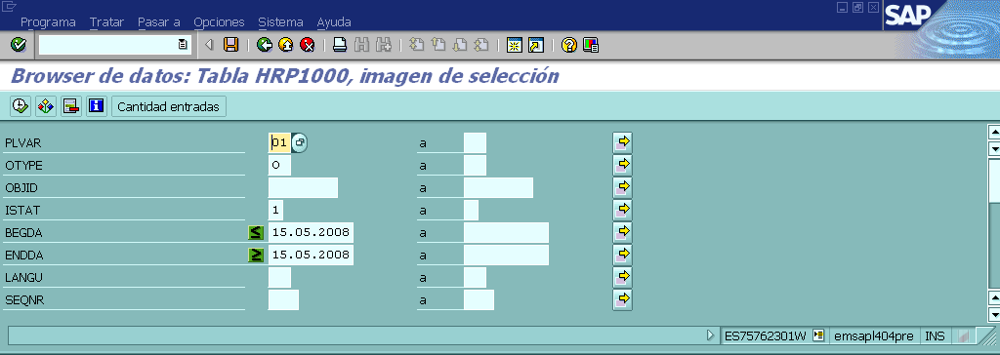 Programa Tratar Pasar a Opciones Sistema Ayuda
SAP
Browser de datos: Tabla HRP1000, imagen de selección
Cantidad entradas
PLVAR 01 a
OTYPE O a
OBJID a
ISTAT 1 a
BEGDA ≤ 15.05.2008 a
ENDDA ≥ 15.05.2008 a
LANGU a
SEQNR a
ES75762301W emsapl404pre INS